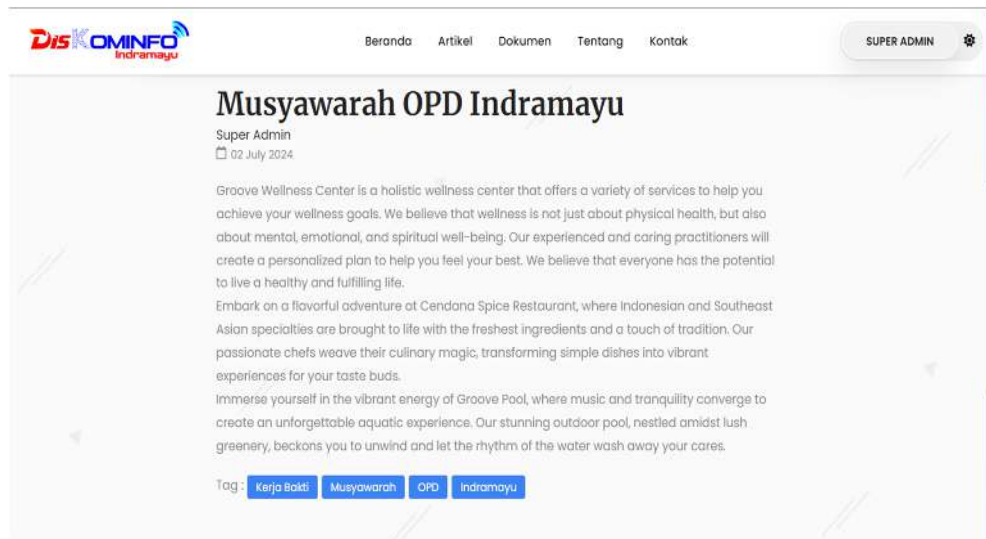 DISKOMINFO
Indramayu
Beranda Artikel Dokumen Tentang Kontak
SUPER ADMIN
Musyawarah OPD Indramayu
Super Admin
02 July 2024
Groove Wellness Center is a holistic wellness center that offers a variety of services to help you
achieve your wellness goals. We believe that wellness is not just about physical health, but also
about mental, emotional, and spiritual well-being. Our experienced and caring practitioners will
create a personalized plan to help you feel your best. We believe that everyone has the potential
to live a healthy and fulfilling life.
Embark on a flavorful adventure at Cendana Spice Restaurant, where Indonesian and Southeast
Asian specialties are brought to life with the freshest ingredients and a touch of tradition. Our
passionate chefs weave their culinary magic, transforming simple dishes into vibrant
experiences for your taste buds.
Immerse yourself in the vibrant energy of Groove Pool, where music and tranquility converge to
create an unforgettable aquatic experience. Our stunning outdoor pool, nestled amidst lush
greenery, beckons you to unwind and let the rhythm of the water wash away your cares.
Tag : Kerja Bakti Musyawarah OPD Indramayu